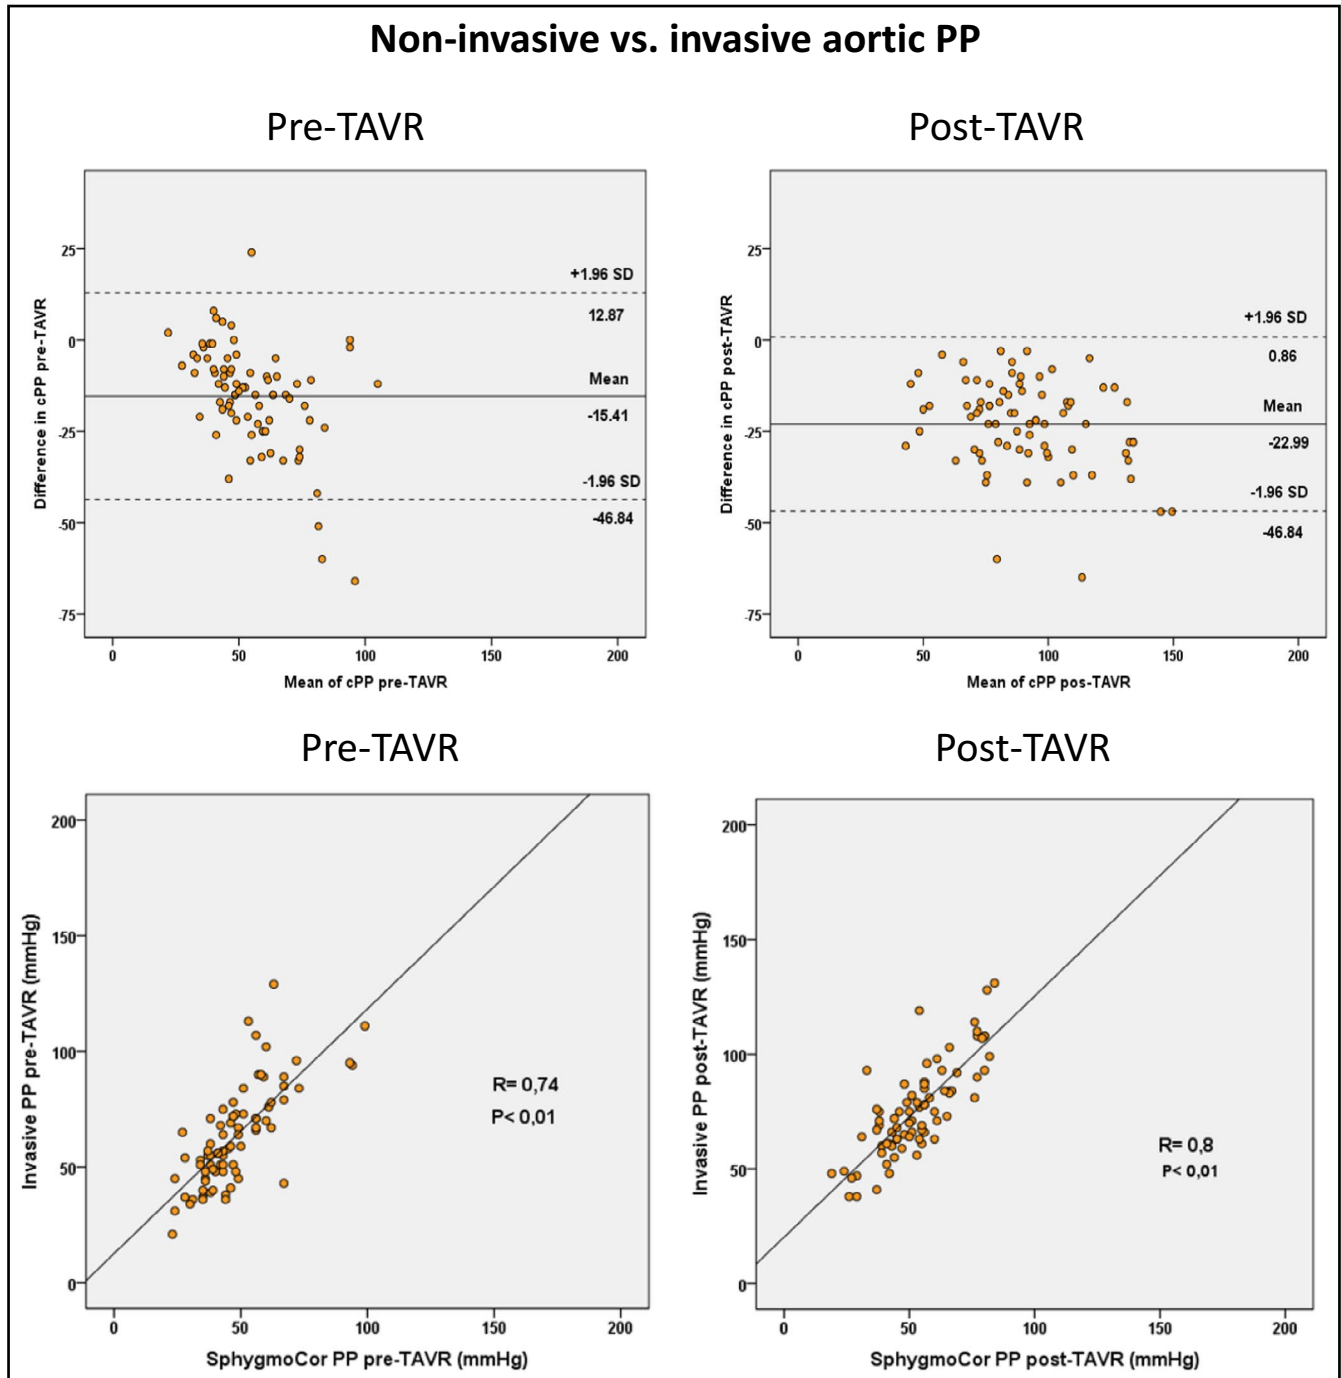 Non-invasive vs. invasive aortic PP
Pre-TAVR
Post-TAVR
Difference in cPP pre-TAVR
25
0
-25
-50
-75
+1.96 SD
12.87
Mean
-15.41
-1.96 SD
-46.84
0
50
100
150
200
Mean of cPP pre-TAVR
Difference in cPP post-TAVR
25
0
-25
-50
-75
+1.96 SD
0.86
Mean
-22.99
-1.96 SD
-46.84
0
50
100
150
200
Mean of cPP pos-TAVR
Pre-TAVR
Post-TAVR
Invasive PP pre-TAVR (mmHg)
200
150
100
50
0
R= 0,74
P< 0,01
0
50
100
150
200
SphygmoCor PP pre-TAVR (mmHg)
Invasive PP post-TAVR (mmHg)
200
150
100
50
0
R= 0,8
P< 0,01
0
50
100
150
200
SphygmoCor PP post-TAVR (mmHg)